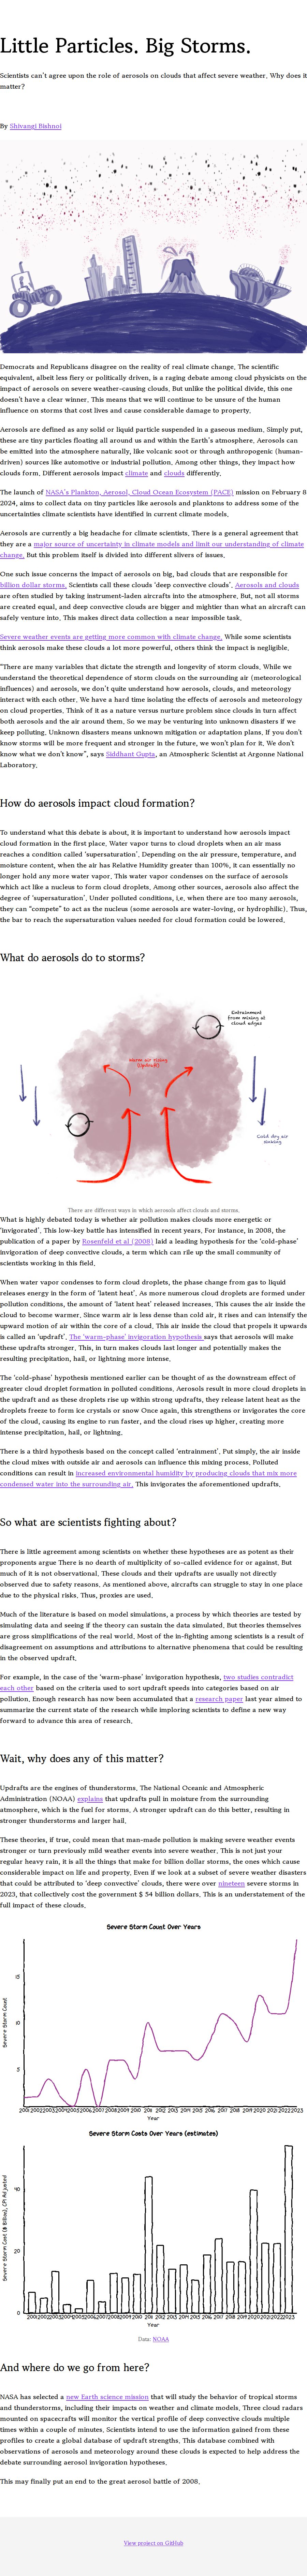 Little Particles. Big Storms.
Scientists can't agree upon the role of aerosols on clouds that affect severe weather. Why does it
matter?
By Shivangi Bishnoi
Democrats and Republicans disagree on the reality of real climate change. The scientific
equivalent, albeit less fiery or politically driven, is a raging debate among cloud physicists on the
impact of aerosols on severe weather-causing clouds. But unlike the political divide, this one
doesn't have a clear winner. This means that we will continue to be unsure of the human
influence on storms that cost lives and cause considerable damage to property.
Aerosols are defined as any solid or liquid particle suspended in a gaseous medium. Simply put,
these are tiny particles floating all around us and within the Earth's atmosphere. Aerosols can
be emitted into the atmosphere naturally, like volcanic ash, or through anthropogenic (human-
driven) sources like automotive or industrial pollution. Among other things, they impact how
clouds form. Different aerosols impact climate and clouds differently.
The launch of NASA's Plankton, Aerosol, Cloud Ocean Ecosystem (PACE) mission on February 8
2024, aims to collect data on tiny particles like aerosols and planktons to address some of the
uncertainties climate scientists have identified in current climate models.
Aerosols are currently a big headache for climate scientists. There is a general agreement that
they are a major source of uncertainty in climate models and limit our understanding of climate
change. But this problem itself is divided into different slivers of issues.
One such issue concerns the impact of aerosols on big, bad clouds that are responsible for
billion dollar storms. Scientists call these clouds 'deep convective clouds'. Aerosols and clouds
are typically studied by taking instrument-laden aircrafts into the atmosphere. But, not all storms
are created equal, and deep convective clouds are bigger and mightier than what an aircraft can
safely venture into. This makes direct data collection a near impossible task.
Severe weather events are getting more common with climate change. While some scientists
think aerosols make these clouds a lot more powerful, others think the impact is negligible.
"There are many variables that dictate the strength and longevity of storm clouds. While we
understand the theoretical dependence of clouds on both the surrounding air (meteorological
influences) and aerosols, we don't quite understand how aerosols, clouds, and meteorology
interact with each other. We have a hard time isolating the effects of aerosols and meteorology
on cloud properties. Think of it as a nature versus nurture problem since clouds in turn affect
both aerosols and the air around them. So we may be venturing into unknown disasters if we
keep polluting. Unknown disasters means unknown mitigation or adaptation plans. If you don't
know storms will be more frequent and stronger in the future, we won't plan for it. We don't
know what we don't know", says Siddhant Gupta, an Atmospheric Scientist at Argonne National
Laboratory.
How do aerosols impact cloud formation?
To understand what this debate is about, it is important to understand how aerosols impact
cloud formation in the first place. Water vapor turns to cloud droplets when an air mass
reaches a condition called 'supersaturation'. Depending on the air pressure, temperature, and
moisture content, when the air has Relative Humidity greater than 100%, it can essentially no
longer hold any more water vapor. This water vapor condenses on the surface of aerosols
which act like a nucleus to form cloud droplets. Among other sources, aerosols also affect the
degree of 'supersaturation'. Under polluted conditions, i.e. when there are too many aerosols,
they can "compete" to act as the nucleus (some aerosols are water-loving, or hydrophilic). Thus,
the bar to reach the supersaturation values needed for cloud formation could be lowered.
What do aerosols do to storms?
Entrainment
from mixing at
cloud edges
Warm air rising
(Updraft)
Cold dry air
sinking
There are different ways in which aerosols affect clouds and storms.
What is highly debated today is whether air pollution makes clouds more energetic or
'invigorated'. This low-key battle has intensified in recent years. For instance, in 2008, the
publication of a paper by Rosenfeld et al (2008) laid a leading hypothesis for the 'cold-phase'
invigoration of deep convective clouds, a term which can rile up the small community of
scientists working in this field.
When water vapor condenses to form cloud droplets, the phase change from gas to liquid
releases energy in the form of 'latent heat'. As more numerous cloud droplets are formed under
polluted conditions, the amount of 'latent heat' released increases. This causes the air inside the
cloud to become warmer. Since warm air is less dense than cold air, it rises and can intensify the
upward motion of air within the core of a cloud. This air inside the cloud that propels it upwards
is called an 'updraft'. The 'warm-phase' invigoration hypothesis says that aerosols will make
these updrafts stronger. This, in turn makes clouds last longer and potentially makes the
resulting precipitation, hail, or lightning more intense.
The 'cold-phase' hypothesis mentioned earlier can be thought of as the downstream effect of
greater cloud droplet formation in polluted conditions. Aerosols result in smaller cloud droplets in
the updraft and as these droplets rise up within strong updrafts, they release latent heat as the
droplets freeze to form ice crystals or snow Once again, this strengthens or invigorates the core
of the cloud, causing its engine to run faster, and the cloud rises up higher, creating more
intense precipitation, hail, or lightning.
There is a third hypothesis based on the concept called 'entrainment'. Put simply, the air inside
the cloud mixes with outside air and aerosols can influence this mixing process. Polluted
conditions can result in increased environmental humidity by producing clouds that mix more
condensed water into the surrounding air. This invigorates the aforementioned updrafts.
So what are scientists fighting about?
There is little agreement among scientists on whether these hypotheses are as potent as their
proponents argue There is no dearth of multiplicity of so-called evidence for or against. But
much of it is not observational. These clouds and their updrafts are usually not directly
observed due to safety reasons. As mentioned above, aircrafts can struggle to stay in one place
due to the physical risks. Thus, proxies are used.
Much of the literature is based on model simulations, a process by which theories are tested by
simulating data and seeing if the theory can sustain the data simulated. But theories themselves
are gross simplifications of the real world. Most of the in-fighting among scientists is a result of
disagreement on assumptions and attributions to alternative phenomena that could be resulting
in the observed updraft.
For example, in the case of the 'warm-phase' invigoration hypothesis, two studies contradict
each other based on the criteria used to sort updraft speeds into categories based on air
pollution. Enough research has now been accumulated that a research paper last year aimed to
summarize the current state of the research while imploring scientists to define a new way
forward to advance this area of research.
Wait, why does any of this matter?
Updrafts are the engines of thunderstorms. The National Oceanic and Atmospheric
Administration (NOAA) explains that updrafts pull in moisture from the surrounding
atmosphere, which is the fuel for storms. A stronger updraft can do this better, resulting in
stronger thunderstorms and larger hail.
These theories, if true, could mean that man-made pollution is making severe weather events
stronger or turn previously mild weather events into severe weather. This is not just your
regular heavy rain, it is all the things that make for billion dollar storms, the ones which cause
considerable impact on life and property. Even if we look at a subset of severe weather disasters
that could be attributed to 'deep convective' clouds, there were over nineteen severe storms in
2023, that collectively cost the government $ 54 billion dollars. This is an understatement of the
full impact of these clouds.
Severe Storm Count Over Years
Severe Storm Count
15
10
5
2001 2002 2003 2004 2005 2006 2007 2008 2009 2010 2011 2012 2013 2014 2015 2016 2017 2018 2019 2020 2021 2022 2023
Year
Severe Storm Costs Over Years (estimates)
Severe Storm Cost ($ Billion), CPI Adjusted
40
20
0
2001 2002 2003 2004 2005 2006 2007 2008 2009 2010 2011 2012 2013 2014 2015 2016 2017 2018 2019 2020 2021 2022 2023
Year
Data: NOAA
And where do we go from here?
NASA has selected a new Earth science mission that will study the behavior of tropical storms
and thunderstorms, including their impacts on weather and climate models. Three cloud radars
mounted on spacecrafts will monitor the vertical profile of deep convective clouds multiple
times within a couple of minutes. Scientists intend to use the information gained from these
profiles to create a global database of updraft strengths. This database combined with
observations of aerosols and meteorology around these clouds is expected to help address the
debate surrounding aerosol invigoration hypotheses.
This may finally put an end to the great aerosol battle of 2008.
View project on GitHub